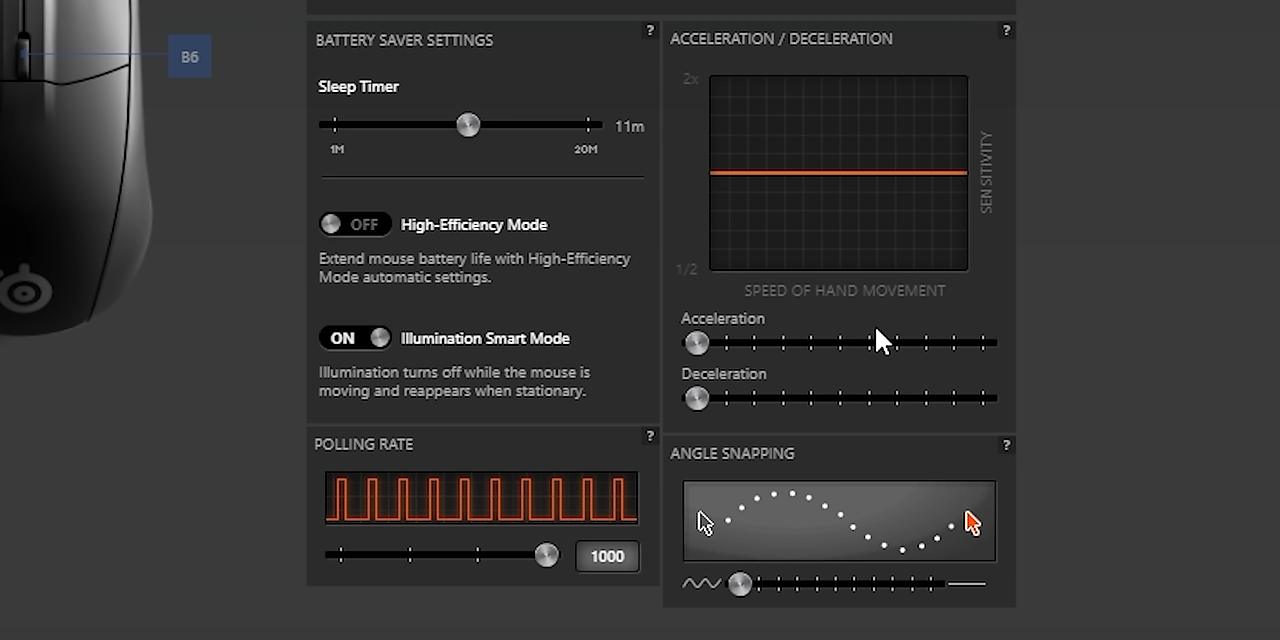 B6
BATTERY SAVER SETTINGS
?
Sleep Timer
11m
1M
20M
OFF
High-Efficiency Mode
Extend mouse battery life with High-Efficiency
Mode automatic settings.
ON
Illumination Smart Mode
Illumination turns off while the mouse is
moving and reappears when stationary.
POLLING RATE
?
1000
ACCELERATION / DECELERATION
?
2x
SENSITIVITY
1/2
SPEED OF HAND MOVEMENT
Acceleration
Deceleration
ANGLE SNAPPING
?